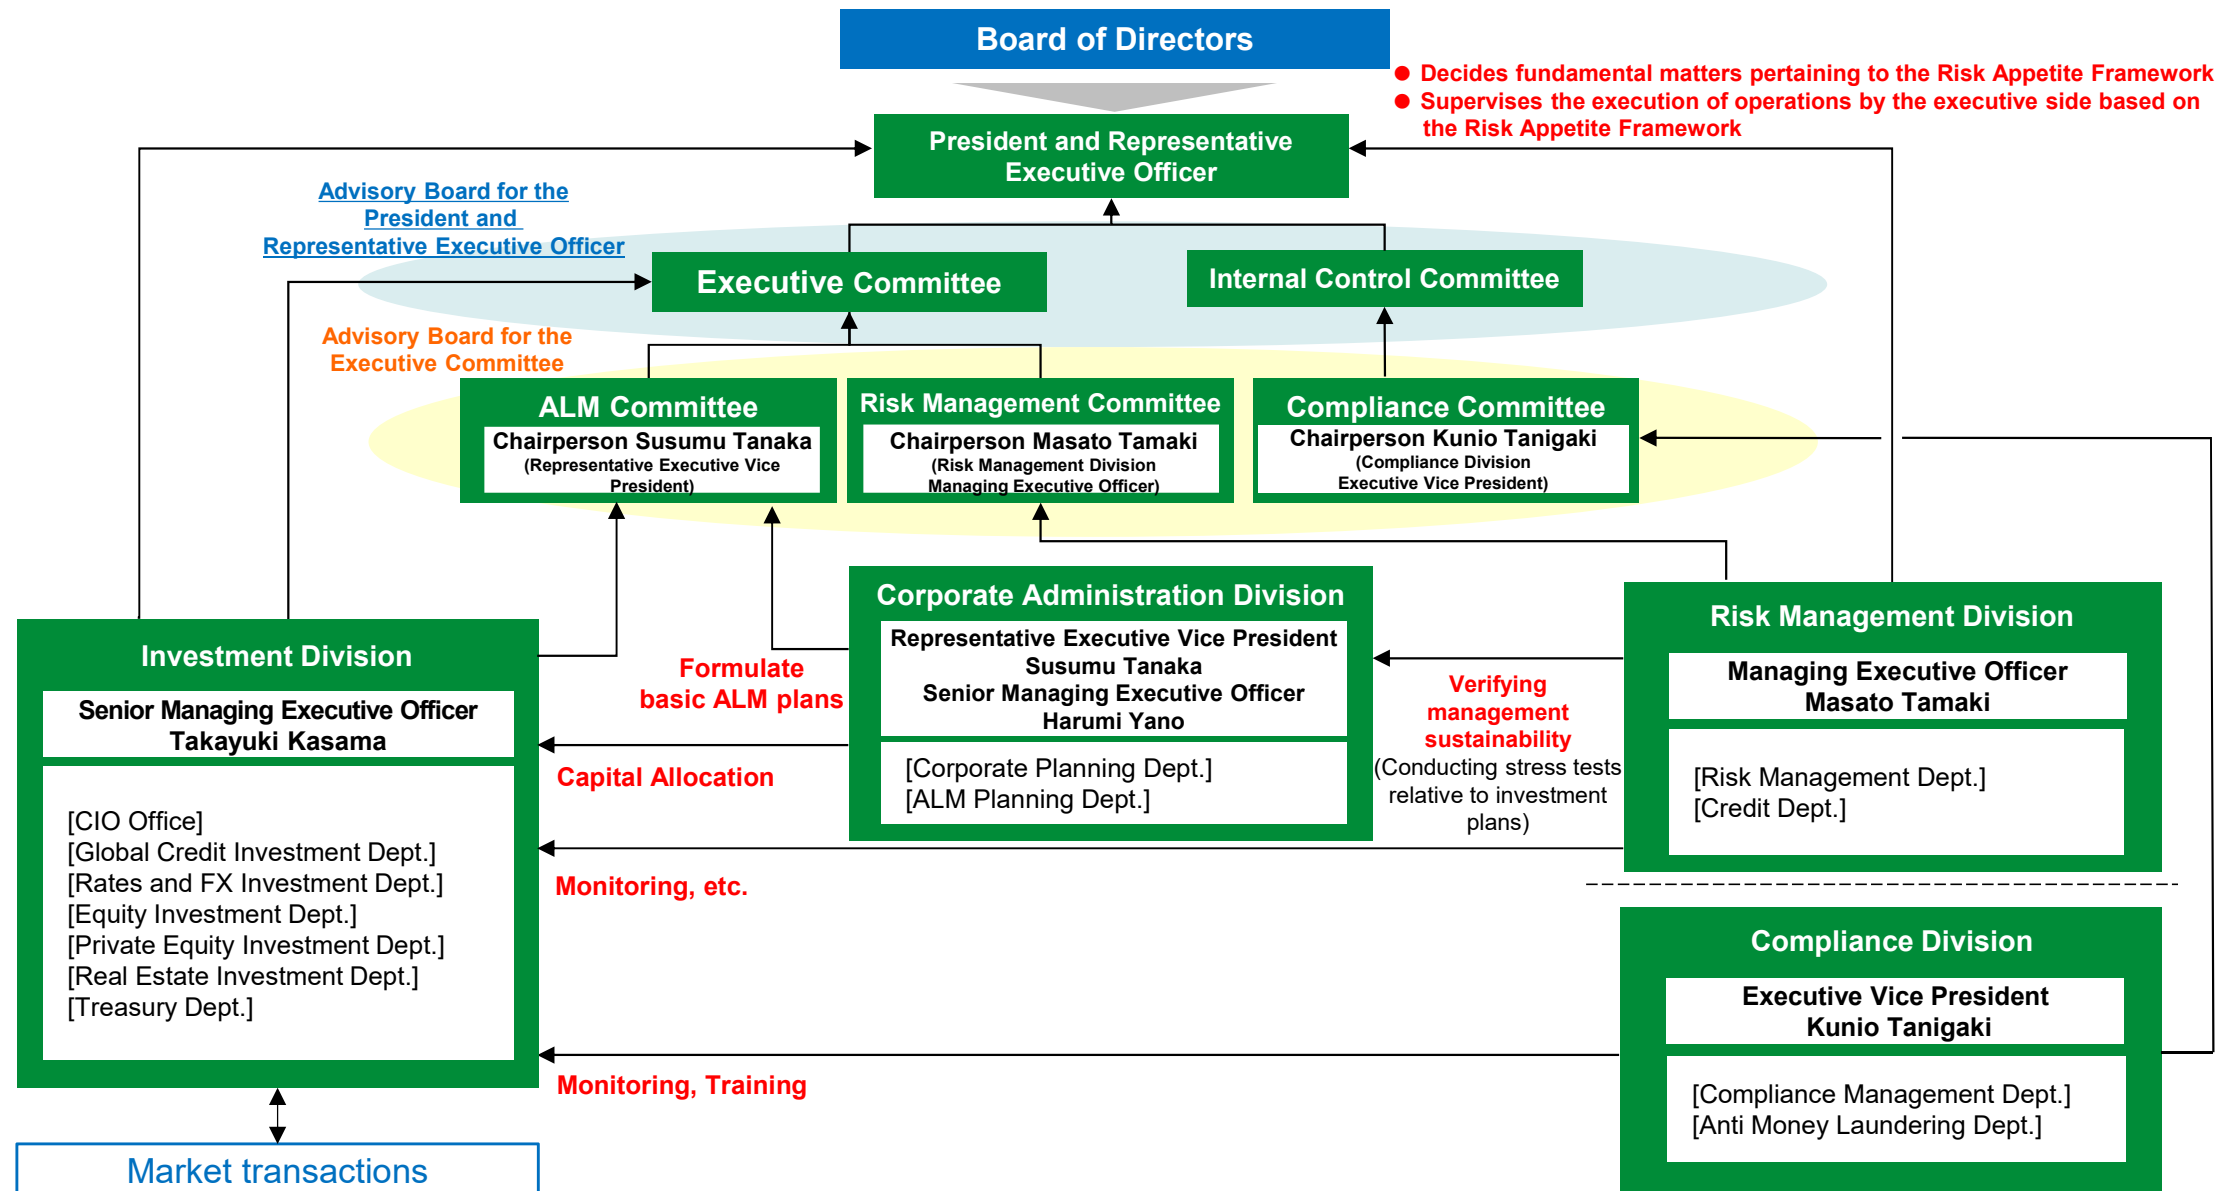 Board of Directors
● Decides fundamental matters pertaining to the Risk Appetite Framework
● Supervises the execution of operations by the executive side based on
the Risk Appetite Framework
President and Representative
Executive Officer
Advisory Board for the
President and
Representative Executive Officer
Executive Committee
Internal Control Committee
Advisory Board for the
Executive Committee
ALM Committee
Chairperson Susumu Tanaka
(Representative Executive Vice
President)
Risk Management Committee
Chairperson Masato Tamaki
(Risk Management Division
Managing Executive Officer)
Compliance Committee
Chairperson Kunio Tanigaki
(Compliance Division
Executive Vice President)
Investment Division
Senior Managing Executive Officer
Takayuki Kasama
[CIO Office]
[Global Credit Investment Dept.]
[Rates and FX Investment Dept.]
[Equity Investment Dept.]
[Private Equity Investment Dept.]
[Real Estate Investment Dept.]
[Treasury Dept.]
Formulate
basic ALM plans
Capital Allocation
Monitoring, etc.
Monitoring, Training
Corporate Administration Division
Representative Executive Vice President
Susumu Tanaka
Senior Managing Executive Officer
Harumi Yano
[Corporate Planning Dept.]
[ALM Planning Dept.]
Verifying
management
sustainability
(Conducting stress tests
relative to investment
plans)
Risk Management Division
Managing Executive Officer
Masato Tamaki
[Risk Management Dept.]
[Credit Dept.]
Compliance Division
Executive Vice President
Kunio Tanigaki
[Compliance Management Dept.]
[Anti Money Laundering Dept.]
Market transactions